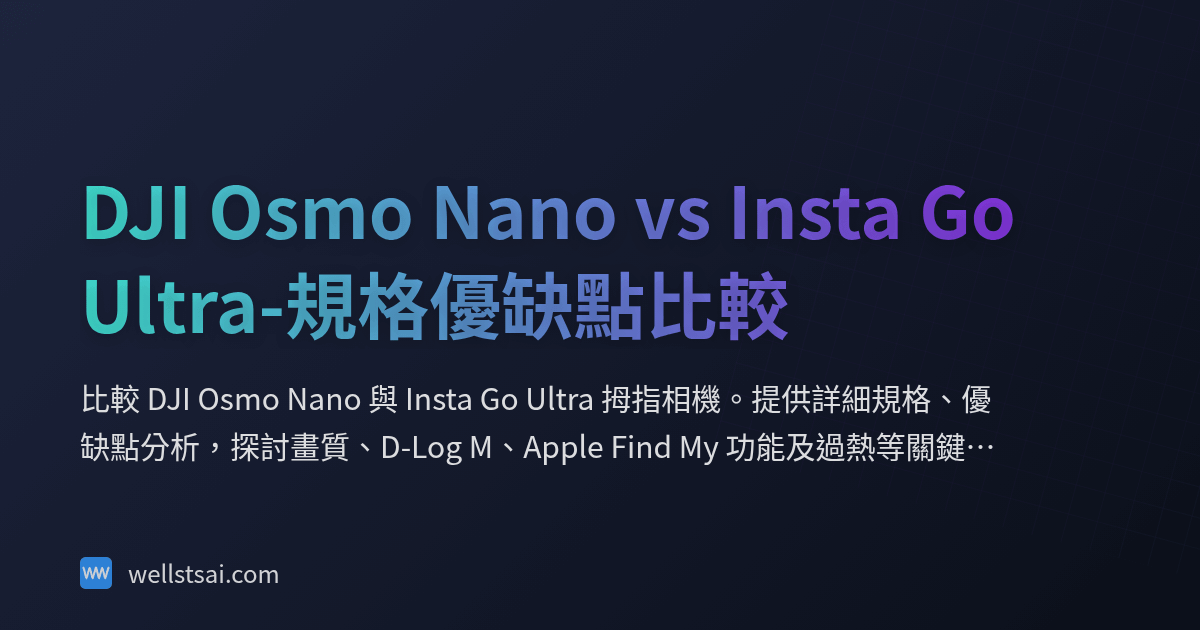 DJI Osmo Nano vs Insta Go
Ultra-規格優缺點比較
比較 DJI Osmo Nano 與 Insta Go Ultra 拇指相機。提供詳細規格、優
缺點分析，探討畫質、D-Log M、Apple Find My 功能及過熱等關鍵…
wellstsai.com